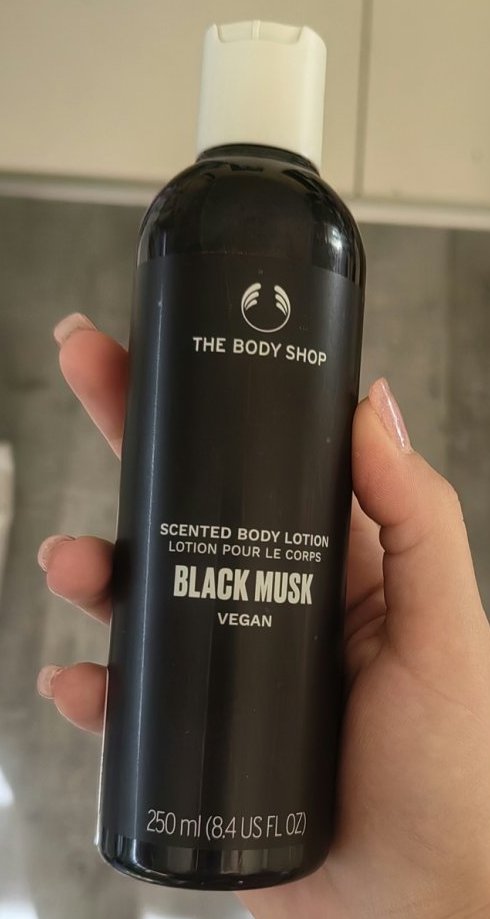 THE BODY SHOP
SCENTED BODY LOTION
LOTION POUR LE CORPS
BLACK MUSK
VEGAN
250 ml (8.4 US FL OZ)